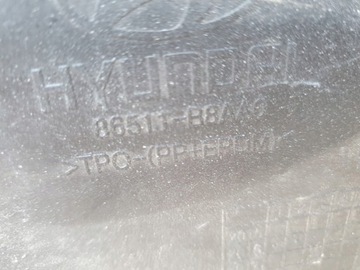 HYUNDAI
86511-B8AA0
>TPO-(PP+EPDM)